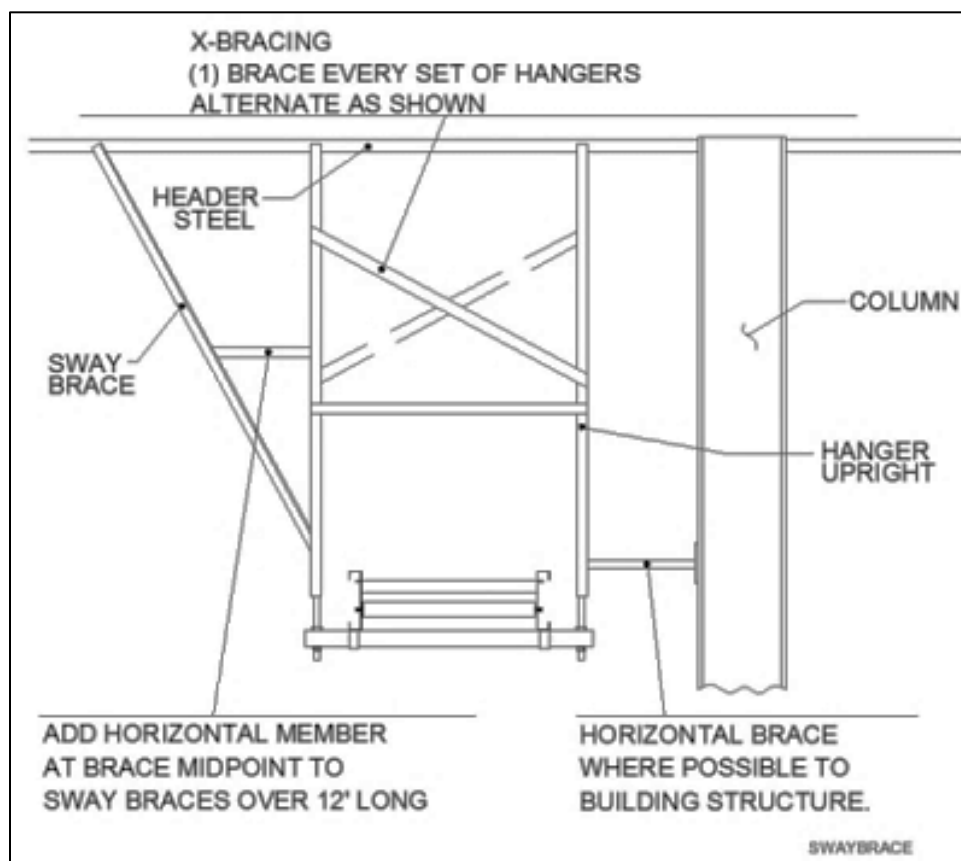 X-BRACING
(1) BRACE EVERY SET OF HANGERS
ALTERNATE AS SHOWN
HEADER
STEEL
COLUMN
SWAY
BRACE
HANGER
UPRIGHT
ADD HORIZONTAL MEMBER
AT BRACE MIDPOINT TO
SWAY BRACES OVER 12' LONG
HORIZONTAL BRACE
WHERE POSSIBLE TO
BUILDING STRUCTURE.
SWAYBRACE